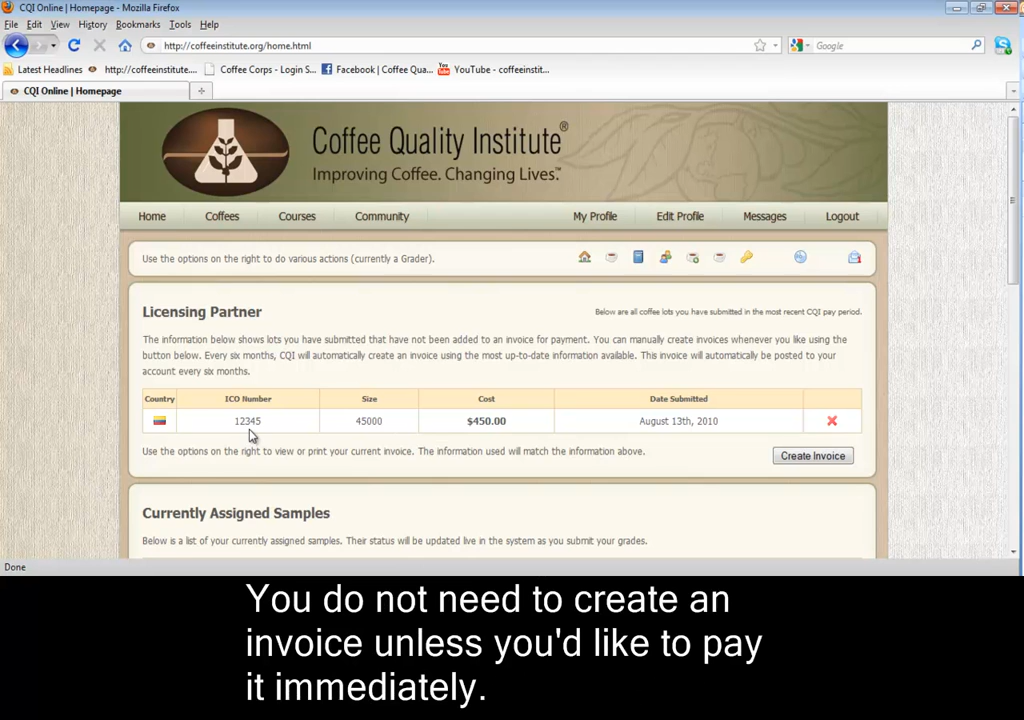 CQI Online | Homepage - Mozilla Firefox
File Edit View History Bookmarks Tools Help
http://coffeeinstitute.org/home.html
Google
Latest Headlines http://coffeeinstitute.... Coffee Corps - Login S... Facebook | Coffee Qua... YouTube - coffeeinstit...
CQI Online | Homepage
Coffee Quality Institute®
Improving Coffee. Changing Lives.™
Home Coffees Courses Community My Profile Edit Profile Messages Logout
Use the options on the right to do various actions (currently a Grader).
Licensing Partner
Below are all coffee lots you have submitted in the most recent CQI pay period.
The information below shows lots you have submitted that have not been added to an invoice for payment. You can manually create invoices whenever you like using the
button below. Every six months, CQI will automatically create an invoice using the most up-to-date information available. This invoice will automatically be posted to your
account every six months.
Country ICO Number Size Cost Date Submitted
12345 45000 $450.00 August 13th, 2010
Use the options on the right to view or print your current invoice. The information used will match the information above.
Create Invoice
Currently Assigned Samples
Below is a list of your currently assigned samples. Their status will be updated live in the system as you submit your grades.
Done
You do not need to create an
invoice unless you'd like to pay
it immediately.